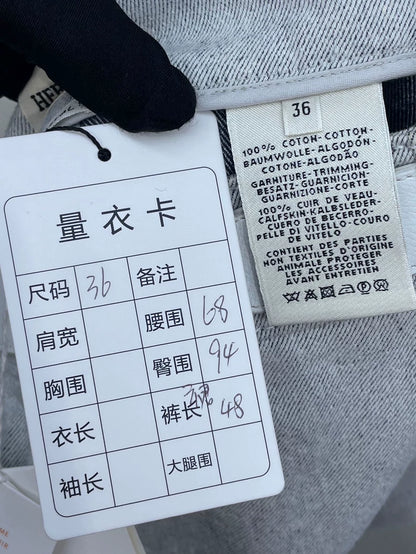 36
100% COTON-COTTON-
BAUMWOLLE-ALGODÓN
COTONE-ALGODÃO
GARNITURE-TRIMMING-
BESATZ-GUARNICION
GUARNIZIONE-CORTE
100% CUIR DE VEAU-
CALFSKIN-KALBSLEDER-
CUERO DE BECERRO-
PELLE DI VITELLO-COURO
DE VITELO
CONTIENT DES PARTIES
NON TEXTILES D'ORIGINE
ANIMALE PROTEGER
LES ACCESSOIRES
AVANT ENTRETIEN
量衣卡
尺码 36 备注
肩宽 腰围 68
胸围 臀围 94
衣长 裤长 48
袖长 大腿围